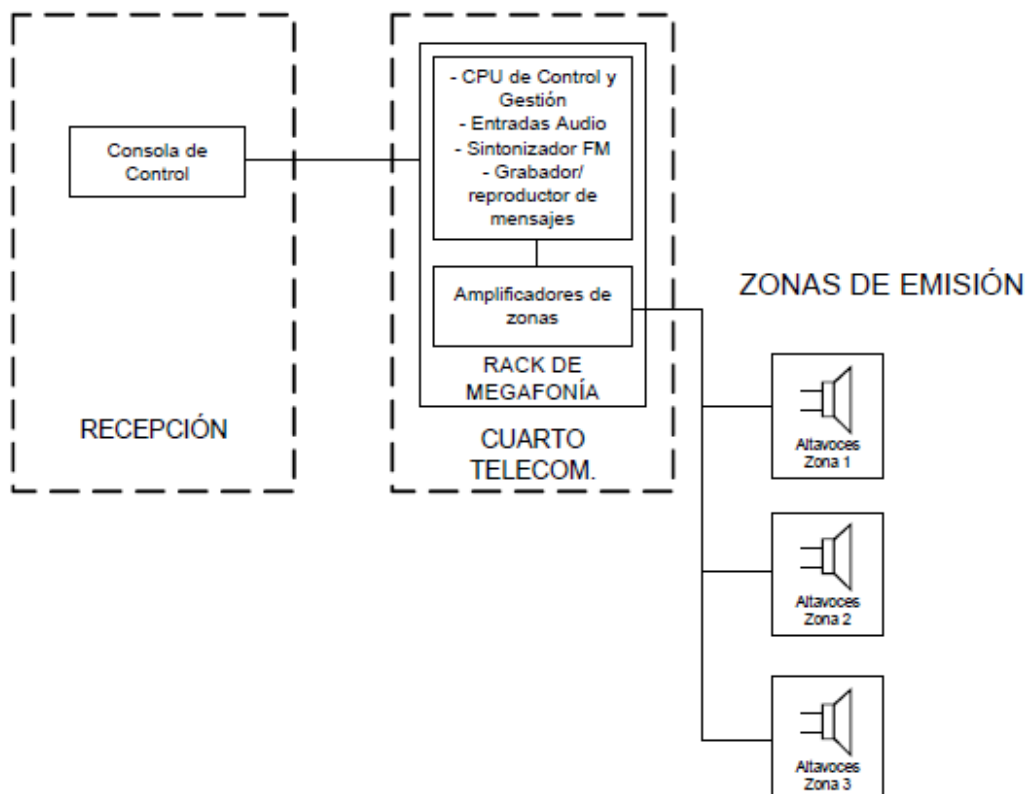 Consola de
Control
RECEPCIÓN
- CPU de Control y
Gestión
- Entradas Audio
- Sintonizador FM
- Grabador/
reproductor de
mensajes
Amplificadores de
zonas
RACK DE
MEGAFONÍA
CUARTO
TELECOM.
ZONAS DE EMISIÓN
Altavoces
Zona 1
Altavoces
Zona 2
Altavoces
Zona 3